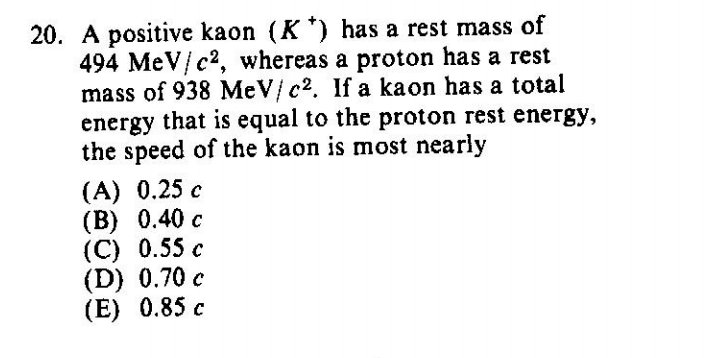 20. A positive kaon (K⁺) has a rest mass of
494 MeV/c², whereas a proton has a rest
mass of 938 MeV/c². If a kaon has a total
energy that is equal to the proton rest energy,
the speed of the kaon is most nearly
(A) 0.25 c
(B) 0.40 c
(C) 0.55 c
(D) 0.70 c
(E) 0.85 c